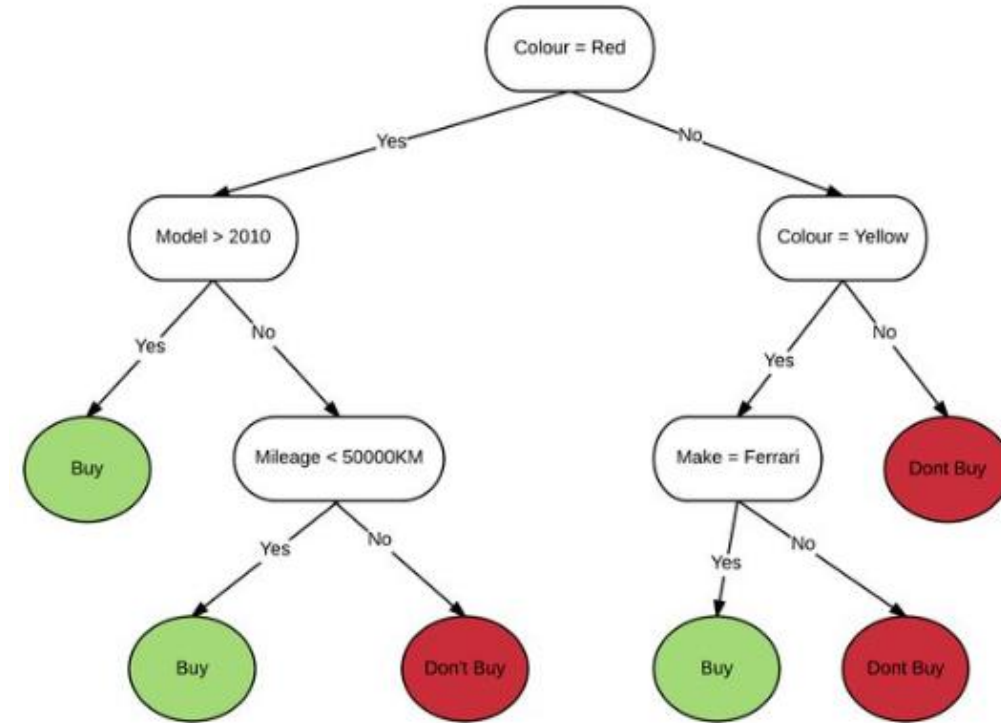 Colour = Red
Yes
No
Model > 2010
Colour = Yellow
Yes
No
Yes
No
Buy
Mileage < 50000KM
Make = Ferrari
Dont Buy
Yes
No
Yes
No
Buy
Don't Buy
Buy
Dont Buy